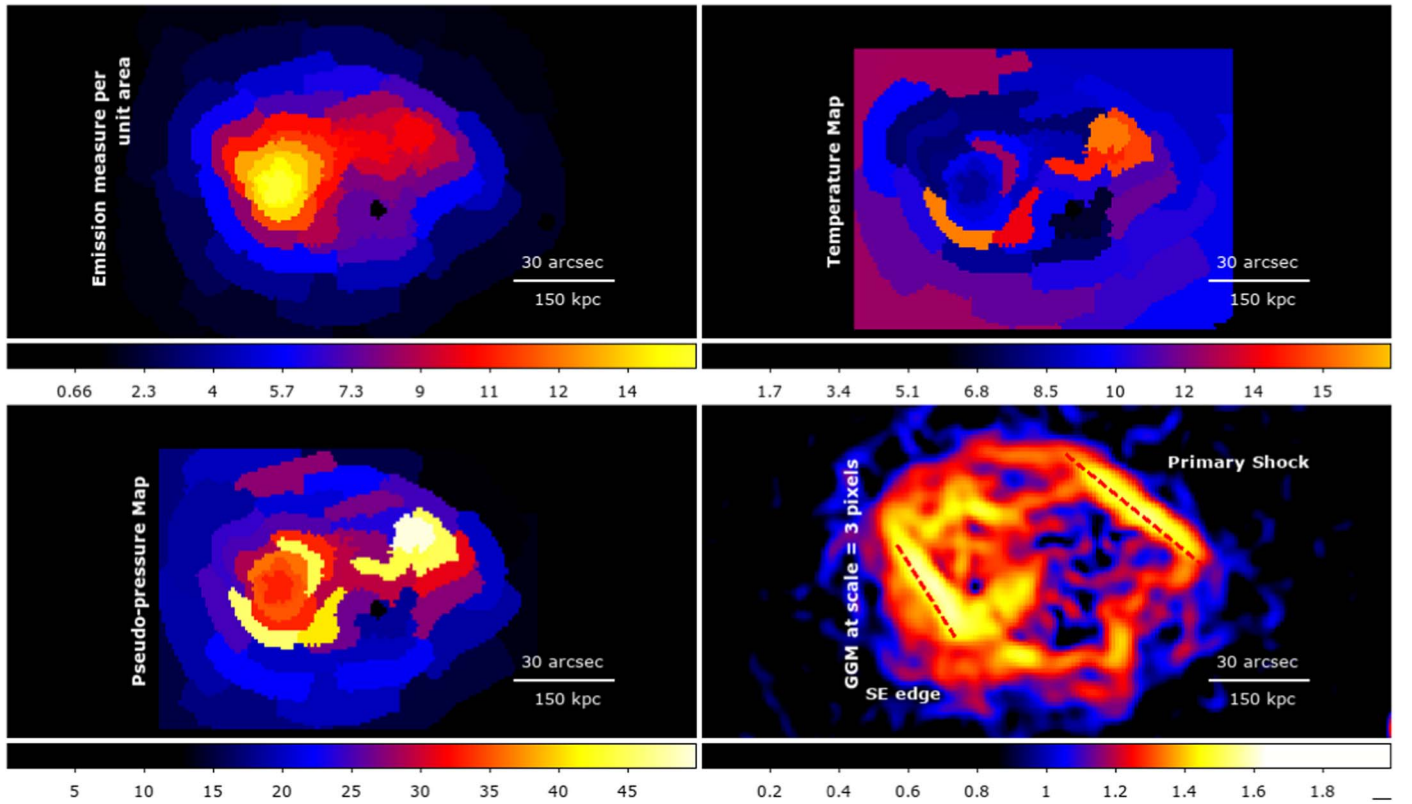 Emission measure per
unit area
30 arcsec
150 kpc
0.66 2.3 4 5.7 7.3 9 11 12 14
Temperature Map
30 arcsec
150 kpc
1.7 3.4 5.1 6.8 8.5 10 12 14 15
Pseudo-pressure Map
30 arcsec
150 kpc
5 10 15 20 25 30 35 40 45
GGM at scale = 3 pixels
Primary Shock
SE edge
30 arcsec
150 kpc
0.2 0.4 0.6 0.8 1 1.2 1.4 1.6 1.8